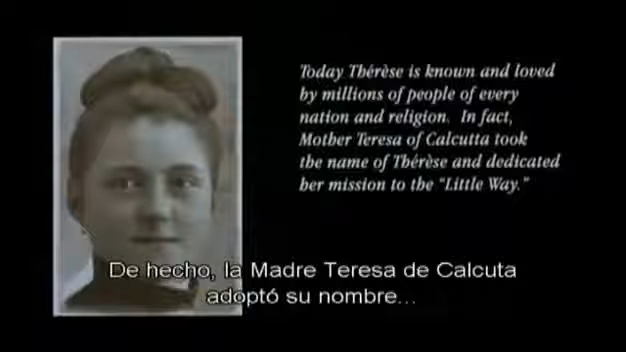 Today Thérèse is known and loved
by millions of people of every
nation and religion. In fact,
Mother Teresa of Calcutta took
the name of Thérèse and dedicated
her mission to the "Little Way."
De hecho, la Madre Teresa de Calcuta
adoptó su nombre...